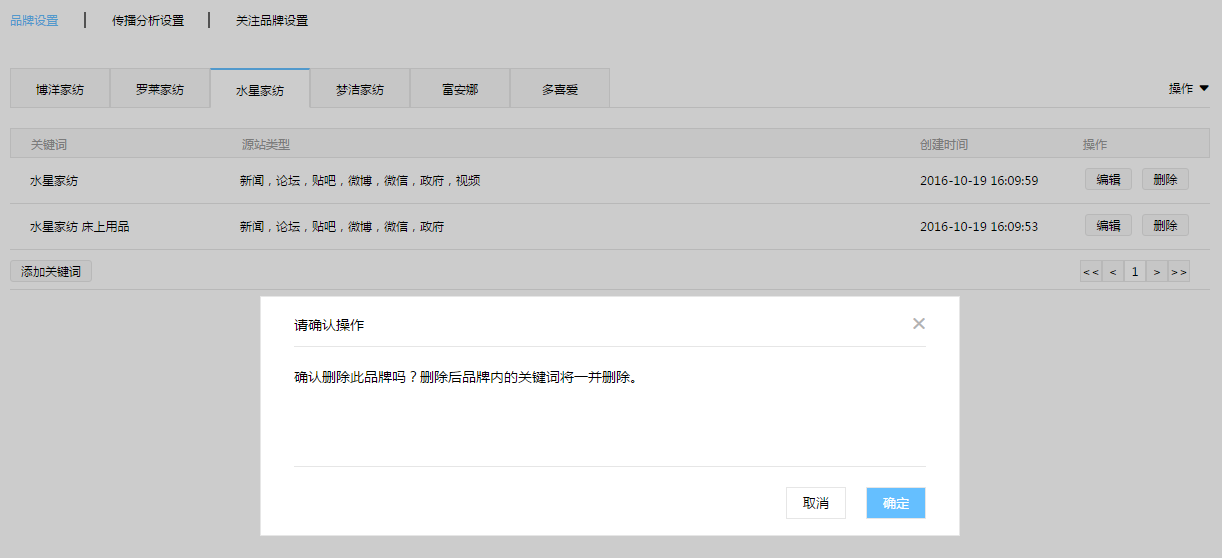 品牌设置 | 传播分析设置 | 关注品牌设置
博洋家纺 罗莱家纺 水星家纺 梦洁家纺 富安娜 多喜爱 操作
关键词 源站类型 创建时间 操作
水星家纺 新闻，论坛，贴吧，微博，微信，政府，视频 2016-10-19 16:09:59 编辑 删除
水星家纺 床上用品 新闻，论坛，贴吧，微博，微信，政府 2016-10-19 16:09:53 编辑 删除
添加关键词 << < 1 > >>
请确认操作
确认删除此品牌吗？删除后品牌内的关键词将一并删除。
取消 确定